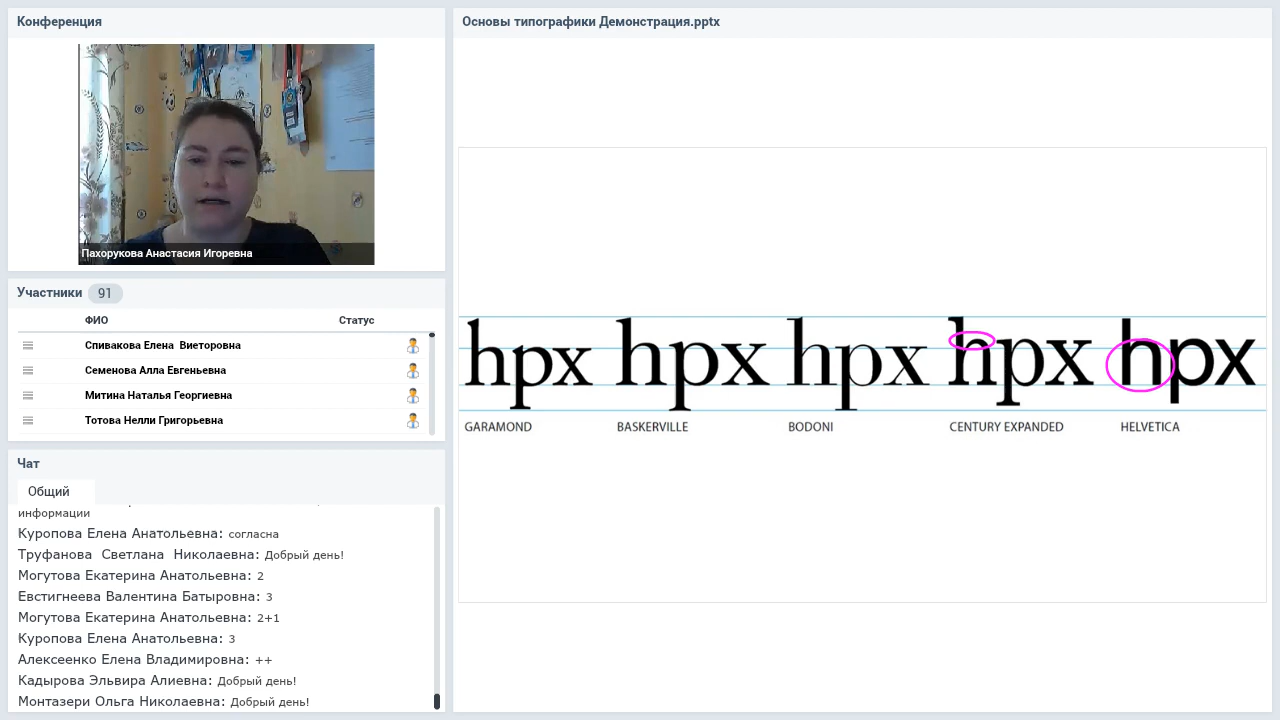 Конференция
Пахорукова Анастасия Игоревна
Участники 91
ФИО Статус
Спивакова Елена Виеторовна
Семенова Алла Евгеньевна
Митина Наталья Георгиевна
Тотова Нелли Григорьевна
Чат
Общий
информации
Куропова Елена Анатольевна: согласна
Труфанова Светлана Николаевна: Добрый день!
Могутова Екатерина Анатольевна: 2
Евстигнеева Валентина Батыровна: 3
Могутова Екатерина Анатольевна: 2+1
Куропова Елена Анатольевна: 3
Алексеенко Елена Владимировна: ++
Кадырова Эльвира Алиевна: Добрый день!
Монтазери Ольга Николаевна: Добрый день!
Основы типографики Демонстрация.pptx
hpx hpx hpx hpx hpx
GARAMOND BASKERVILLE BODONI CENTURY EXPANDED HELVETICA